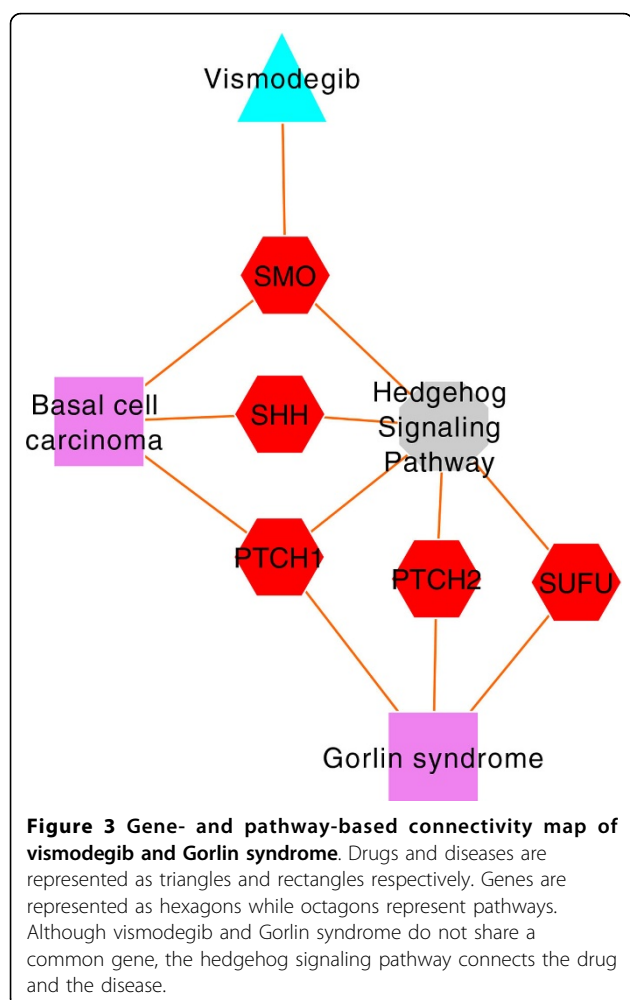 Vismodegib
SMO
Basal cell
carcinoma
SHH
Hedgehog
Signaling
Pathway
PTCH1
PTCH2
SUFU
Gorlin syndrome
Figure 3 Gene- and pathway-based connectivity map of
vismodegib and Gorlin syndrome. Drugs and diseases are
represented as triangles and rectangles respectively. Genes are
represented as hexagons while octagons represent pathways.
Although vismodegib and Gorlin syndrome do not share a
common gene, the hedgehog signaling pathway connects the drug
and the disease.